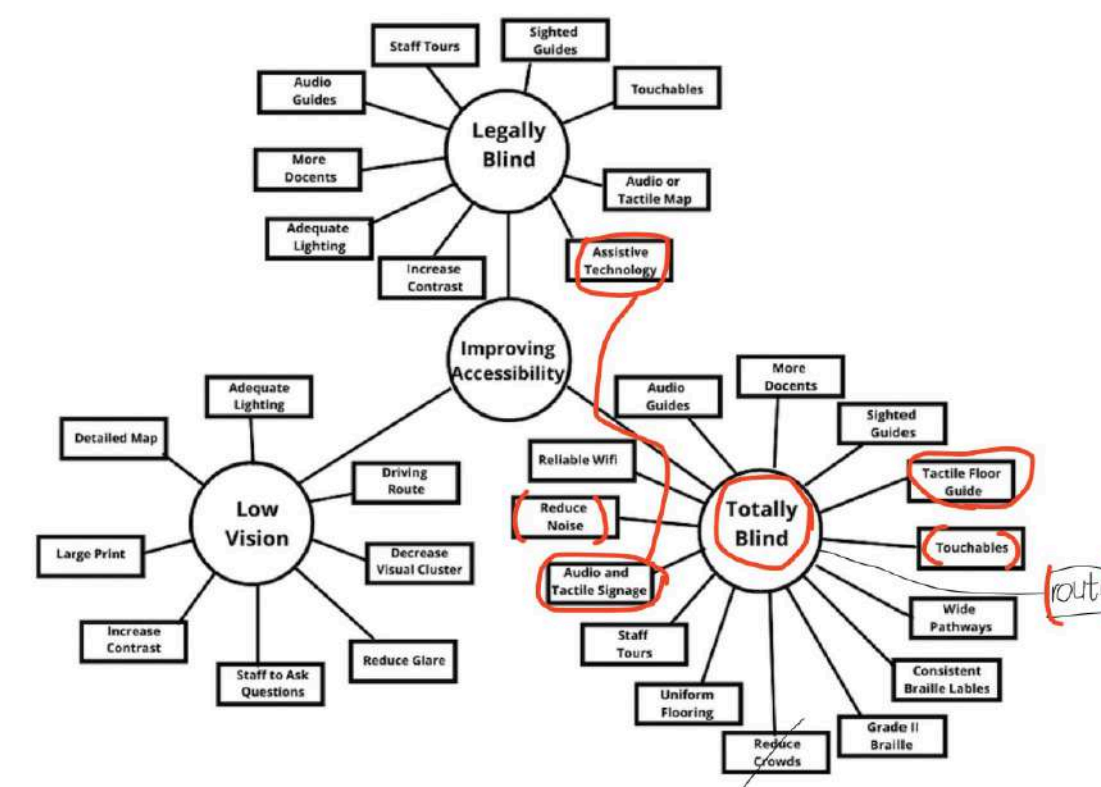 Staff Tours
Sighted
Guides
Audio
Guides
Touchables
Legally
Blind
More
Docents
Audio or
Tactile Map
Adequate
Lighting
Assistive
Technology
Increase
Contrast
Improving
Accessibility
Adequate
Lighting
Detailed Map
Driving
Route
Low
Vision
Large Print
Decrease
Visual Cluster
Increase
Contrast
Staff to Ask
Questions
Reduce Glare
More
Docents
Audio
Guides
Sighted
Guides
Reliable Wifi
Tactile Floor
Guide
Reduce
Noise
Totally
Blind
Touchables
Audio and
Tactile Signage
Wide
Pathways
Staff
Tours
Consistent
Braille Lables
Uniform
Flooring
Grade II
Braille
Reduce
Crowds